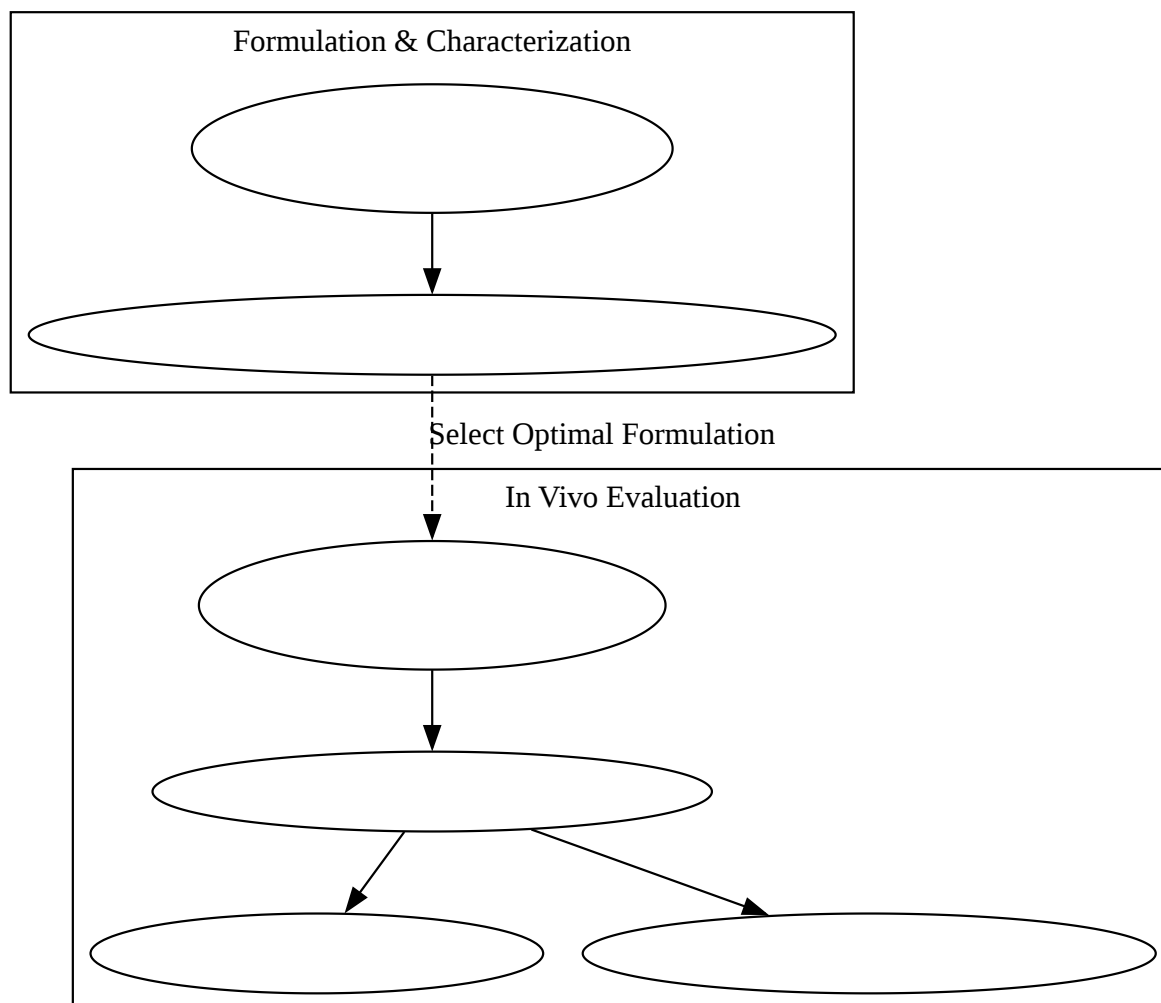 Formulation & Characterization
Select Optimal Formulation
In Vivo Evaluation